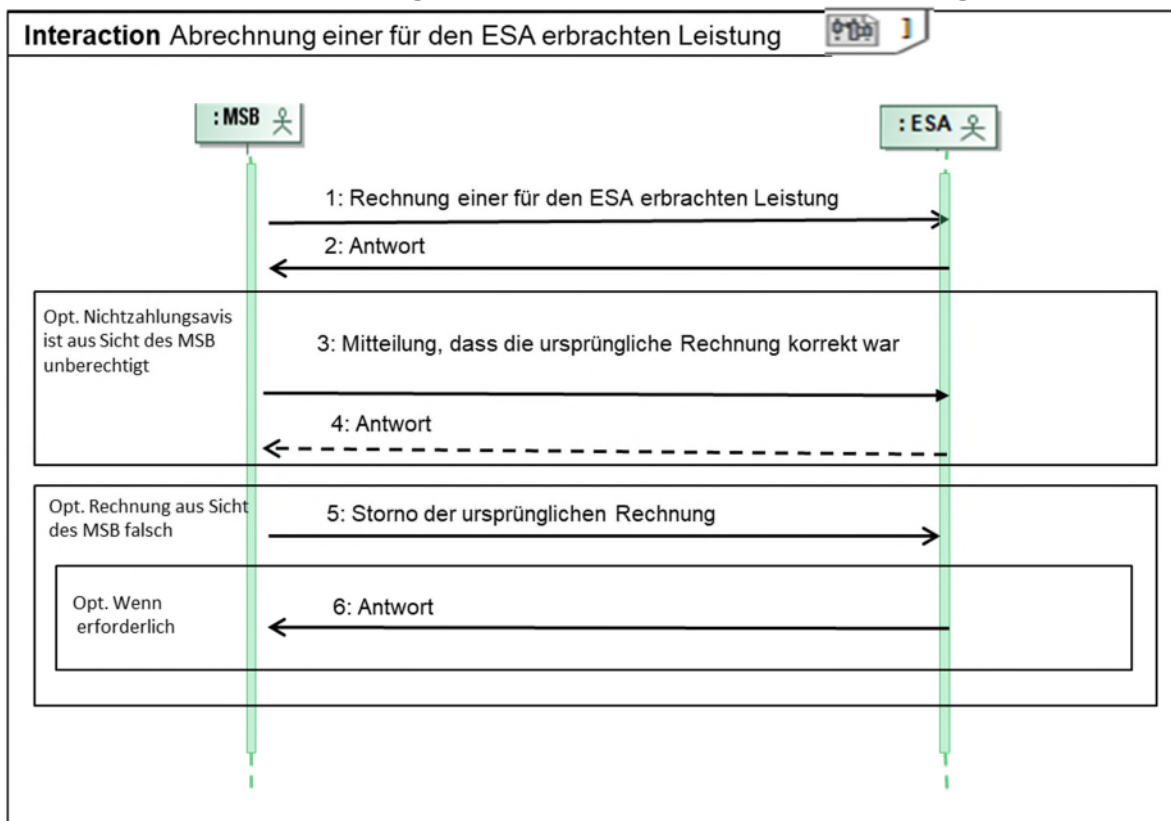 Interaction Abrechnung einer für den ESA erbrachten Leistung
: MSB
: ESA
1: Rechnung einer für den ESA erbrachten Leistung
2: Antwort
Opt. Nichtzahlungsavis
ist aus Sicht des MSB
unberechtigt
3: Mitteilung, dass die ursprüngliche Rechnung korrekt war
4: Antwort
Opt. Rechnung aus Sicht
des MSB falsch
5: Storno der ursprünglichen Rechnung
Opt. Wenn
erforderlich
6: Antwort